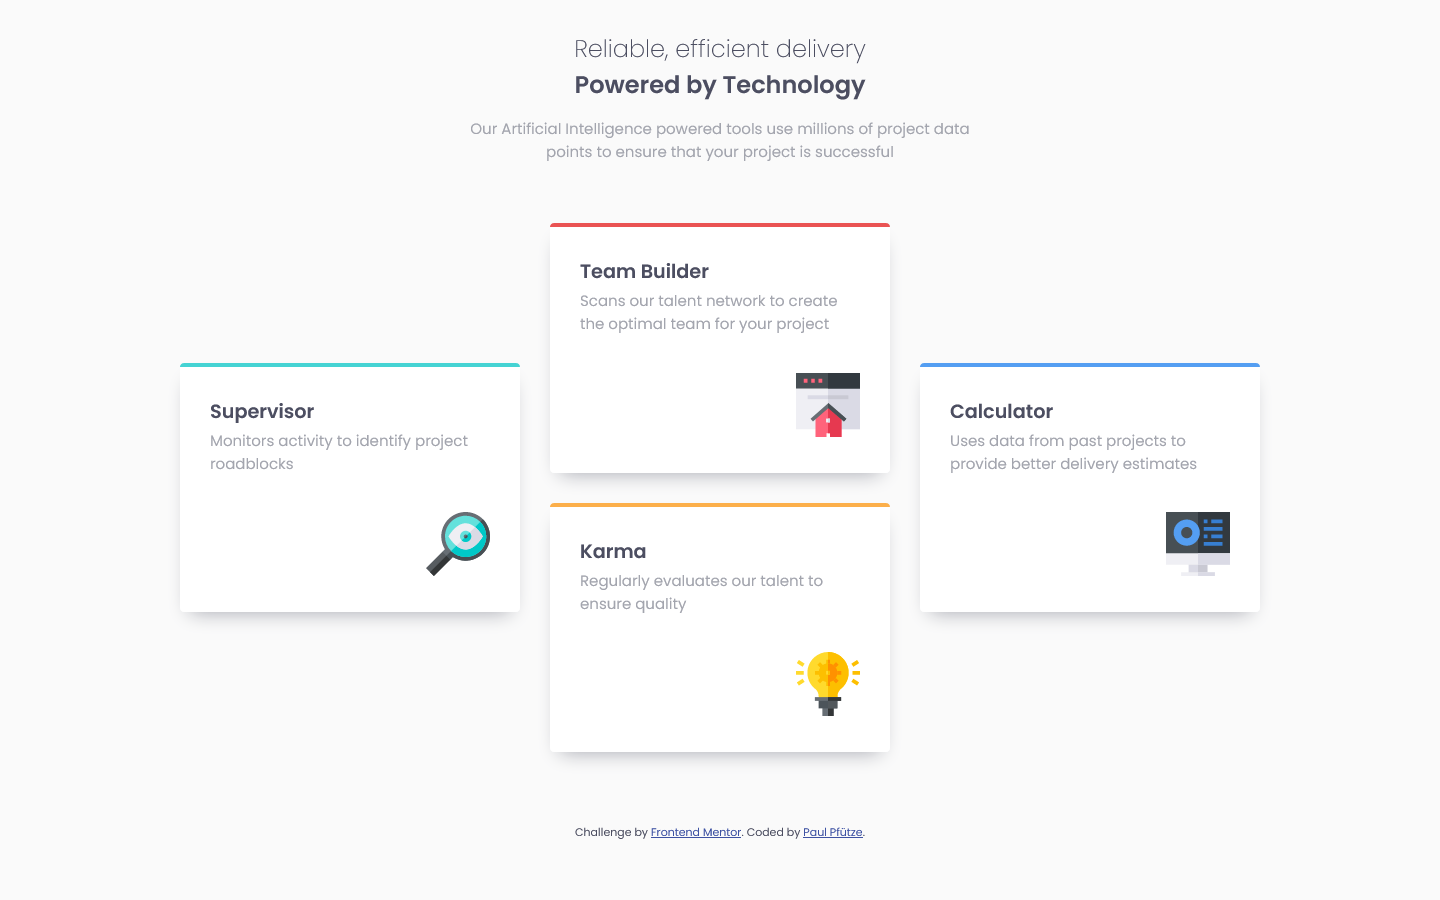 Reliable, efficient delivery
Powered by Technology
Our Artificial Intelligence powered tools use millions of project data
points to ensure that your project is successful
Supervisor
Monitors activity to identify project
roadblocks
Team Builder
Scans our talent network to create
the optimal team for your project
Karma
Regularly evaluates our talent to
ensure quality
Calculator
Uses data from past projects to
provide better delivery estimates
Challenge by Frontend Mentor. Coded by Paul Pfütze.